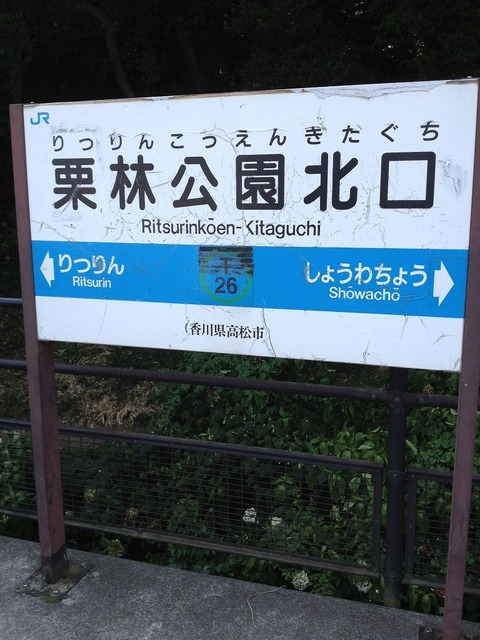 JR
りつりんこつえんきたぐち
栗林公園北口
Ritsurinkōen-Kitaguchi
りつりん
Ritsurin
T
26
しょうわちょう
Shōwachō
(香川県高松市